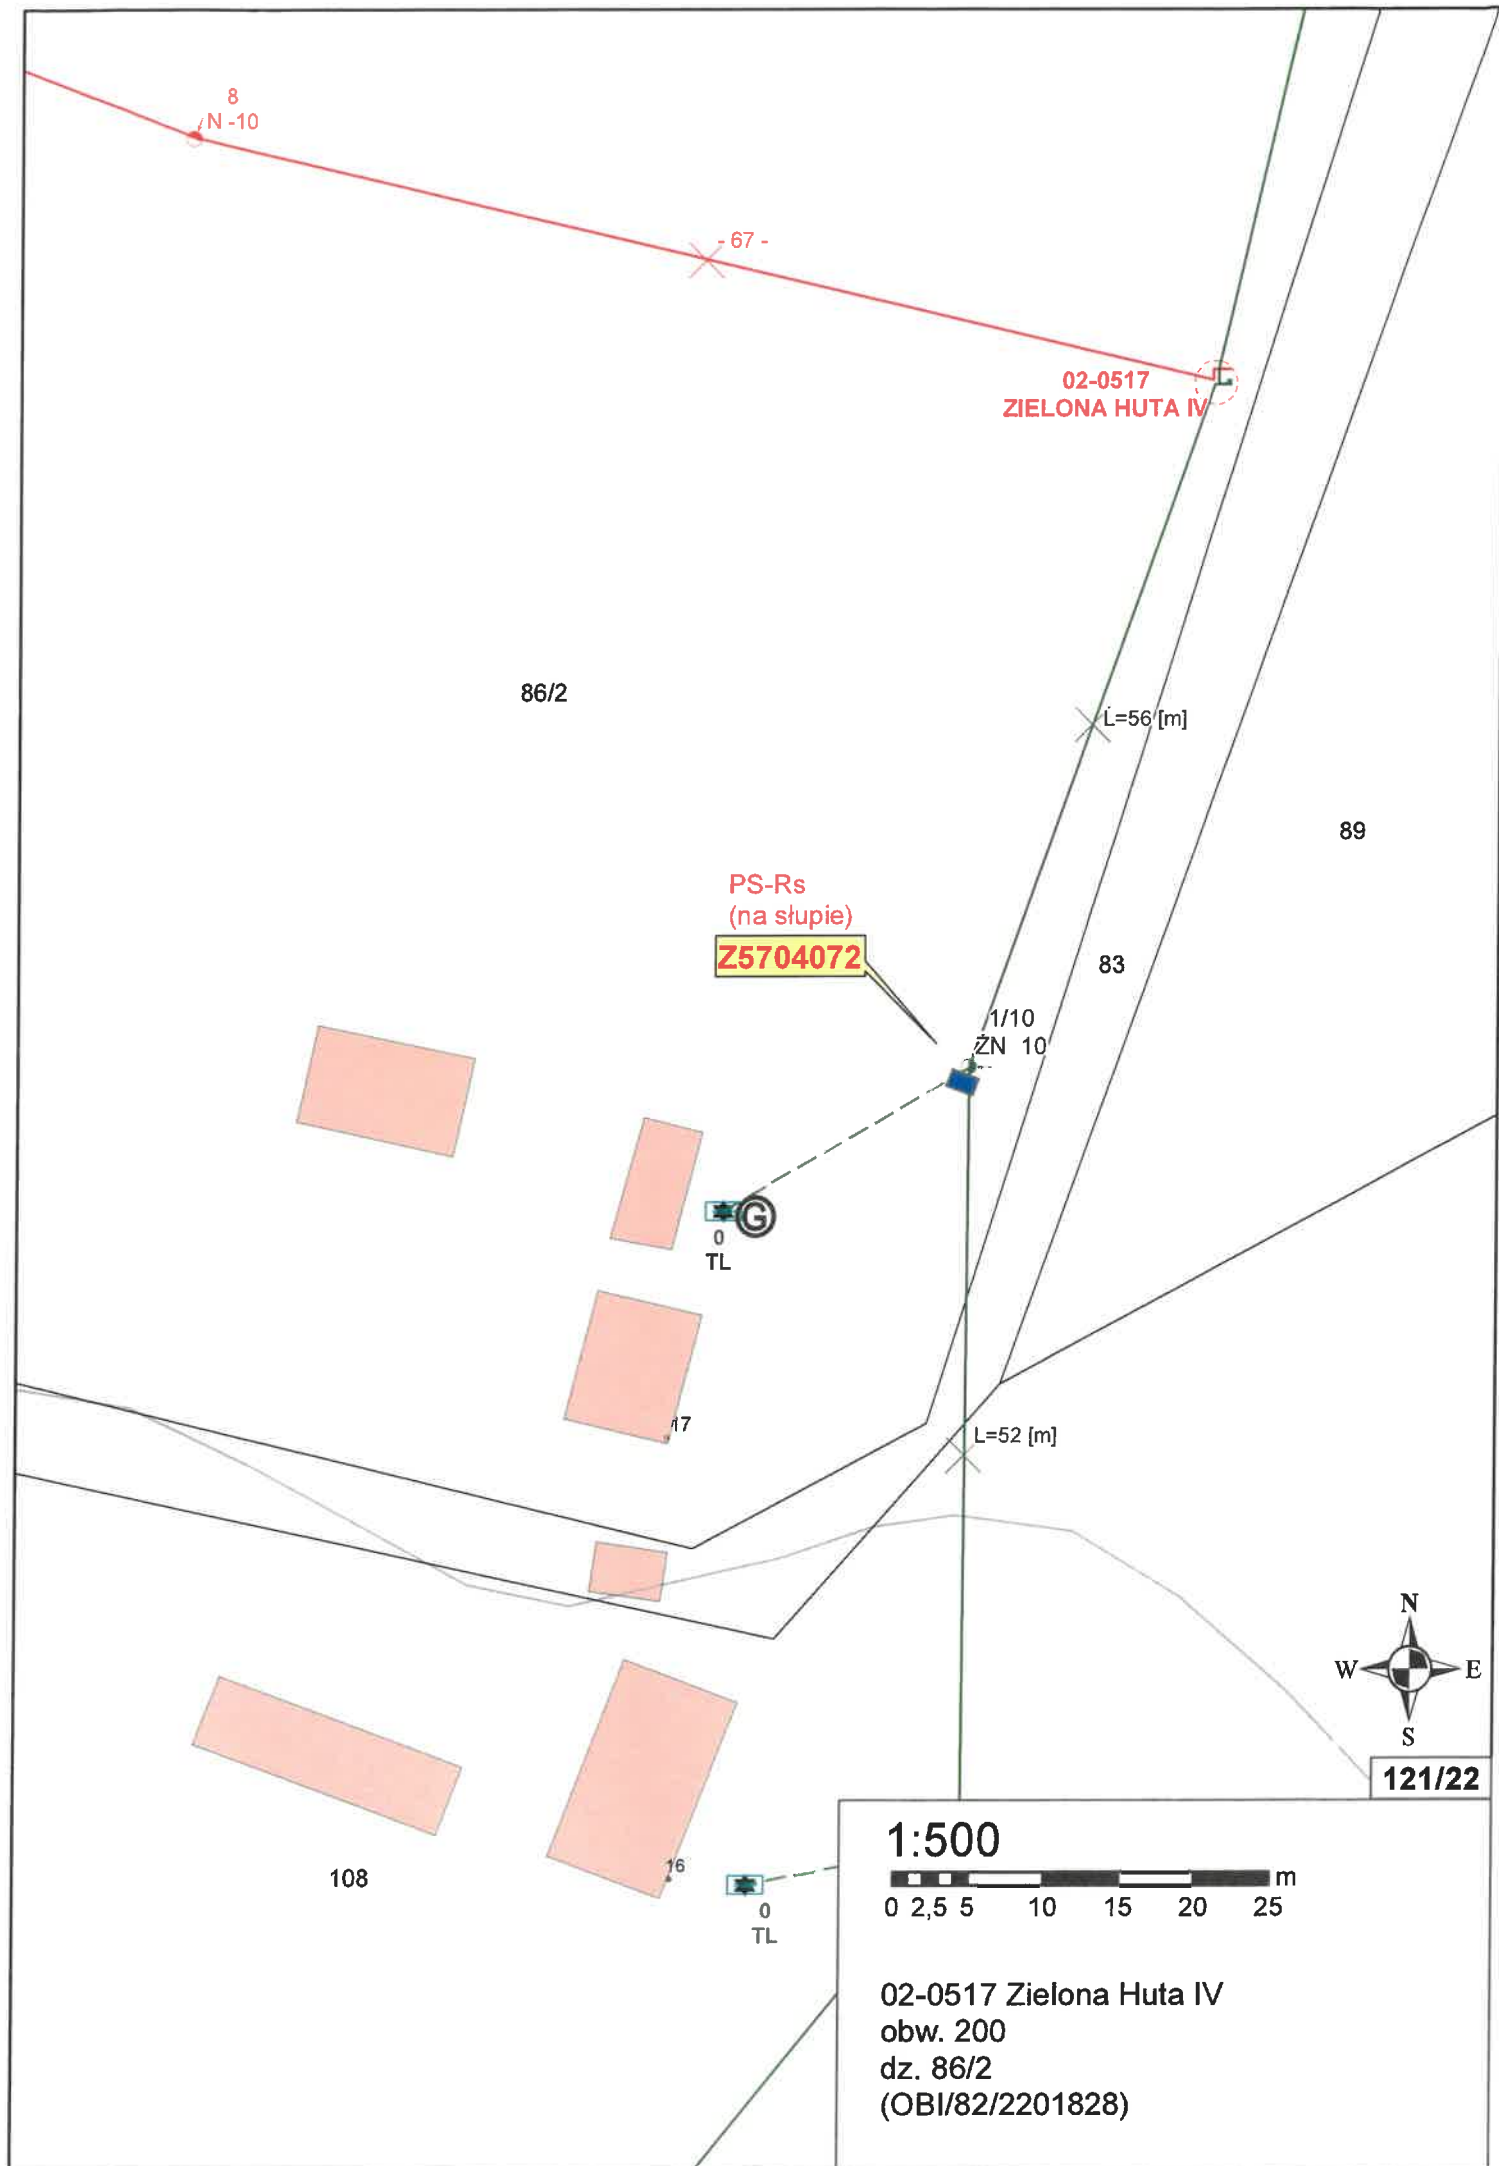 8
N -10
- 67 -
02-0517
ZIELONA HUTA IV
86/2
L=56 [m]
89
PS-Rs
(na słupie)
Z5704072
83
1/10
ŻN 10
G
0
TL
17
L=52 [m]
N
W E
S
121/22
108
16
0
TL
1:500
m
0 2,5 5 10 15 20 25
02-0517 Zielona Huta IV
obw. 200
dz. 86/2
(OBI/82/2201828)